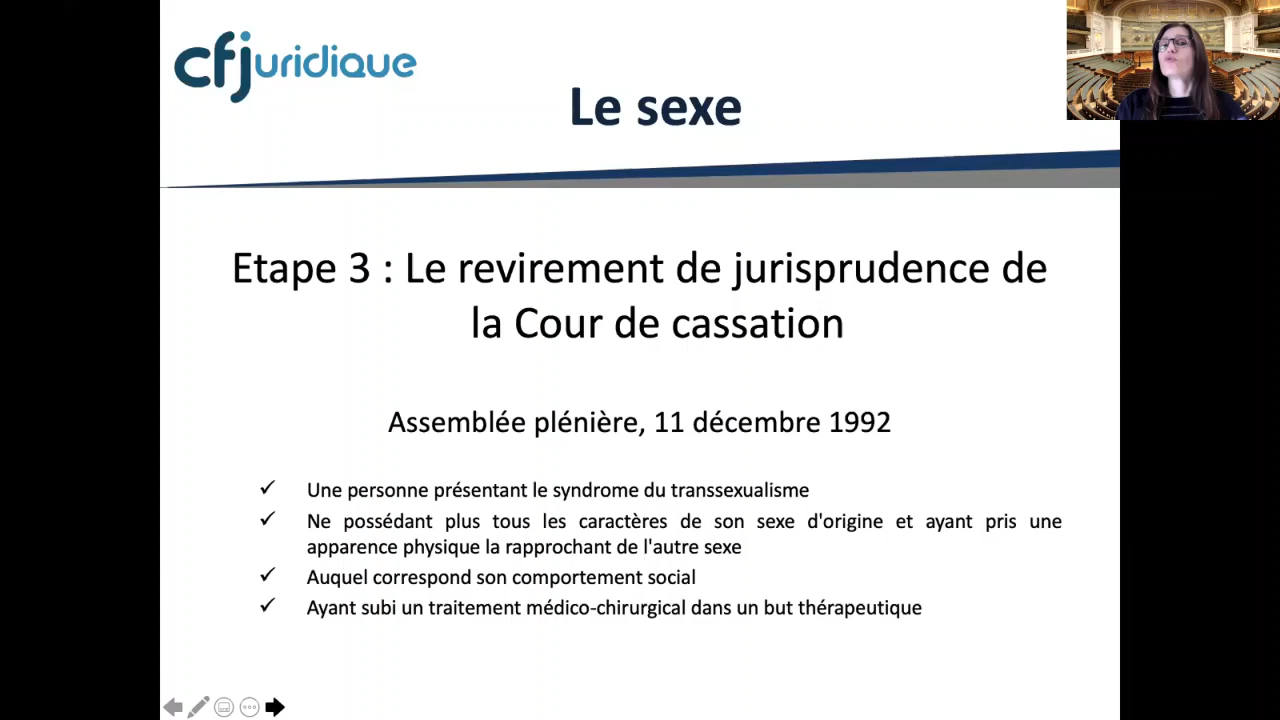 cfjuridique
Le sexe
Etape 3 : Le revirement de jurisprudence de
la Cour de cassation
Assemblée plénière, 11 décembre 1992
✓ Une personne présentant le syndrome du transsexualisme
✓ Ne possédant plus tous les caractères de son sexe d'origine et ayant pris une
apparence physique la rapprochant de l'autre sexe
✓ Auquel correspond son comportement social
✓ Ayant subi un traitement médico-chirurgical dans un but thérapeutique